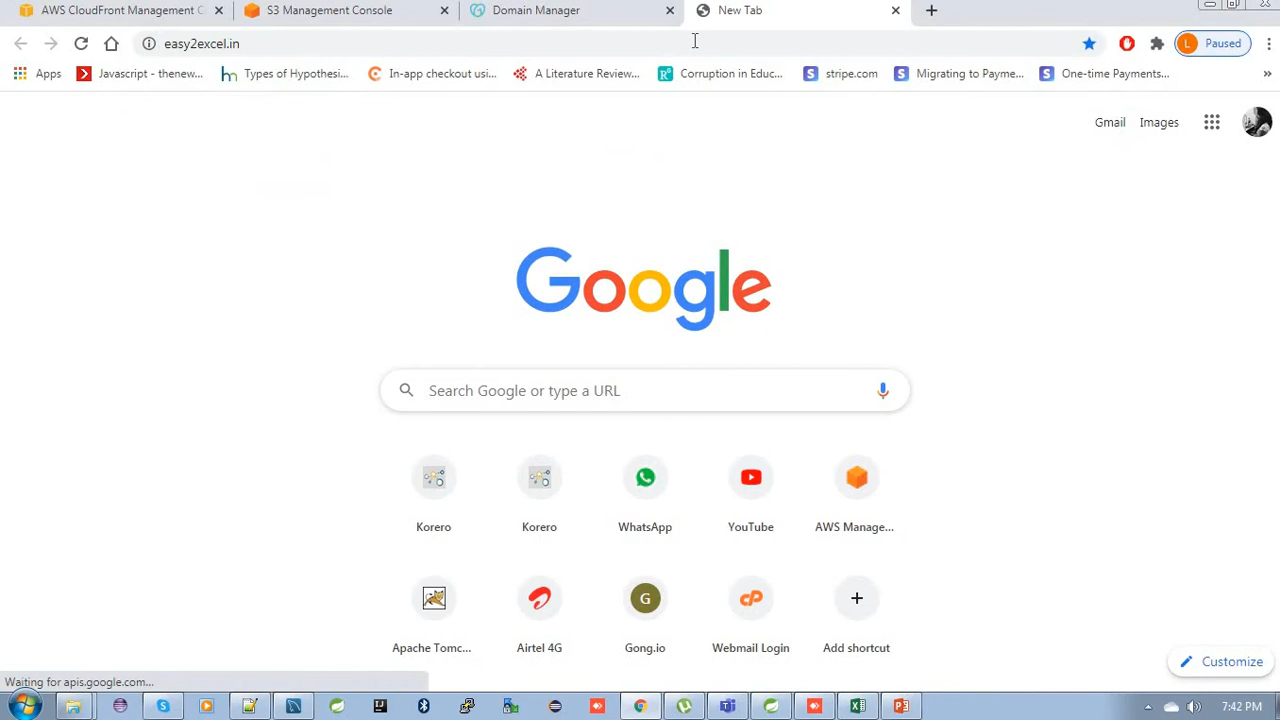 AWS CloudFront Management C
S3 Management Console
Domain Manager
New Tab
easy2excel.in
L
Paused
Apps
Javascript - thenew...
Types of Hypothesi...
In-app checkout usi...
A Literature Review...
Corruption in Educ...
stripe.com
Migrating to Payme...
One-time Payments...
»
Gmail
Images
Google
Search Google or type a URL
Korero
Korero
WhatsApp
YouTube
AWS Manage...
G
cP
Apache Tomc...
Airtel 4G
Gong.io
Webmail Login
Add shortcut
Customize
Waiting for apis.google.com...
7:42 PM